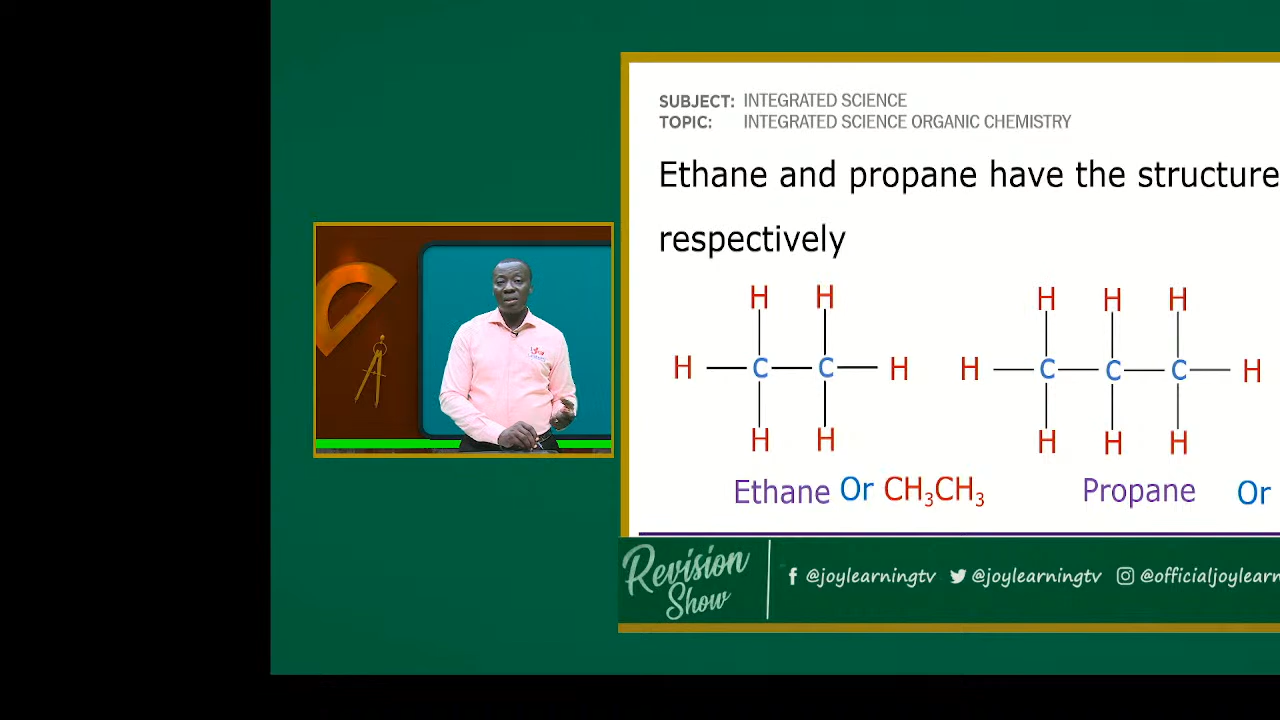 SUBJECT: INTEGRATED SCIENCE
TOPIC: INTEGRATED SCIENCE ORGANIC CHEMISTRY
Ethane and propane have the structure
respectively
H H H H H
H C C H H C C C H
H H H H H
Ethane Or CH₃CH₃ Propane Or
Revision
Show
@joylearningtv @joylearningtv @officialjoylearn